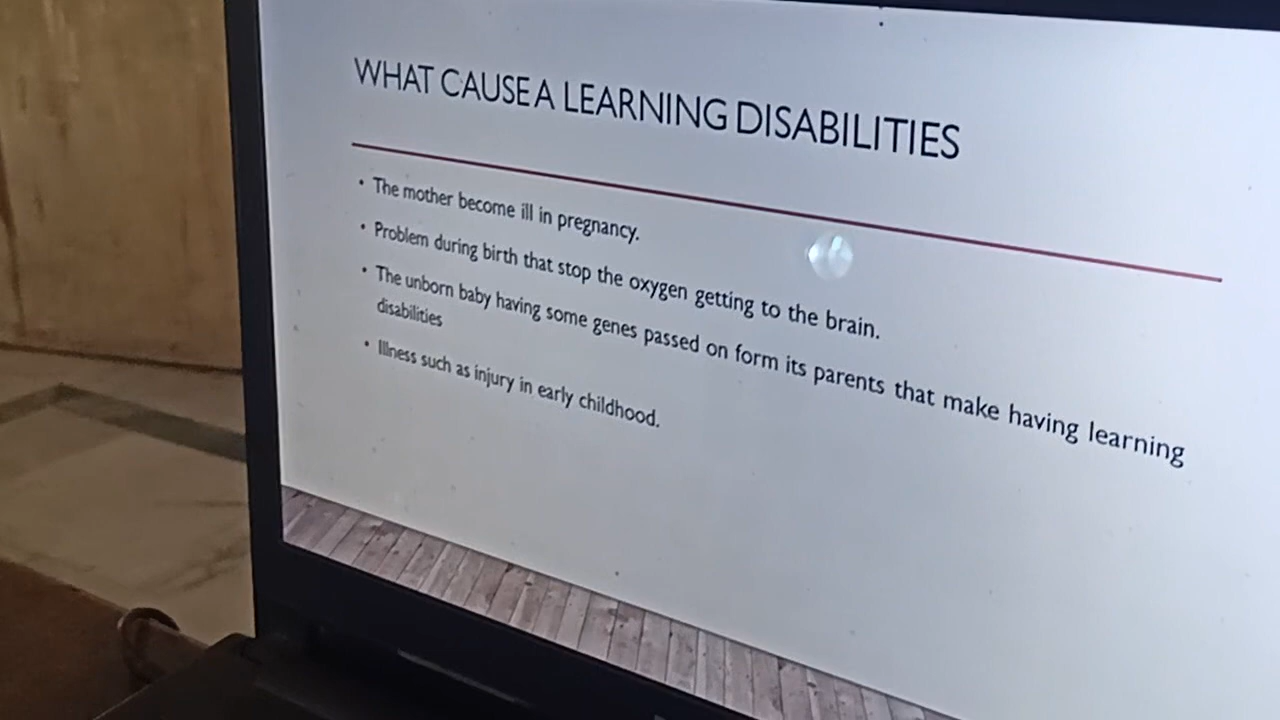 WHAT CAUSE A LEARNING DISABILITIES
• The mother become ill in pregnancy.
• Problem during birth that stop the oxygen getting to the brain.
• The unborn baby having some genes passed on form its parents that make having learning
disabilities
• Illness such as injury in early childhood.